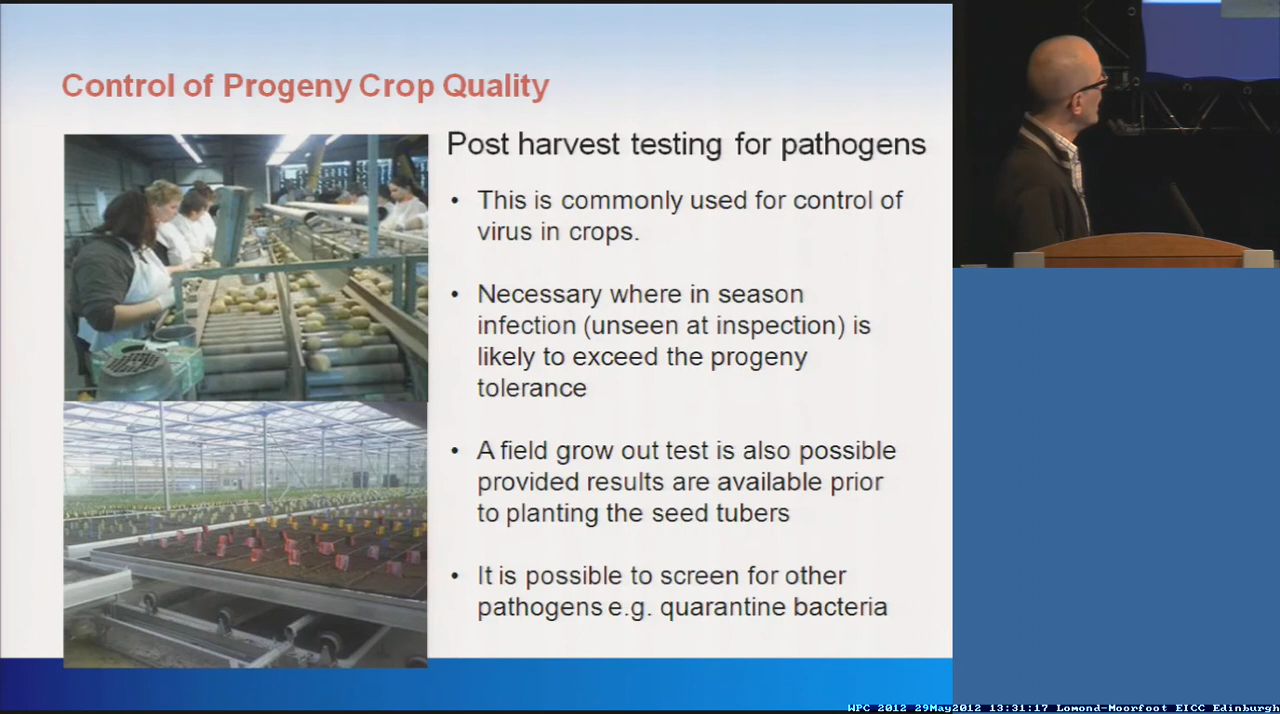 Control of Progeny Crop Quality
Post harvest testing for pathogens
• This is commonly used for control of
virus in crops.
• Necessary where in season
infection (unseen at inspection) is
likely to exceed the progeny
tolerance
• A field grow out test is also possible
provided results are available prior
to planting the seed tubers
• It is possible to screen for other
pathogens e.g. quarantine bacteria
WPC 2012 29May2012 13:31:17 Lomond-Moorfoot EICC Edinburgh